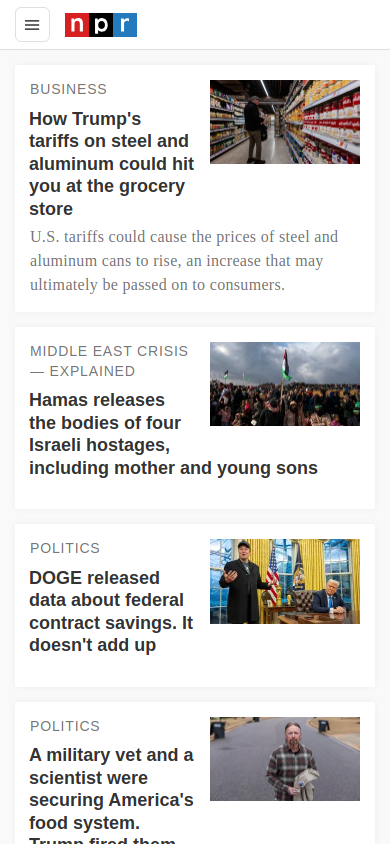 npr
BUSINESS
How Trump's
tariffs on steel and
aluminum could hit
you at the grocery
store
U.S. tariffs could cause the prices of steel and
aluminum cans to rise, an increase that may
ultimately be passed on to consumers.
MIDDLE EAST CRISIS
— EXPLAINED
Hamas releases
the bodies of four
Israeli hostages,
including mother and young sons
POLITICS
DOGE released
data about federal
contract savings. It
doesn't add up
POLITICS
A military vet and a
scientist were
securing America's
food system.
Trump fired them